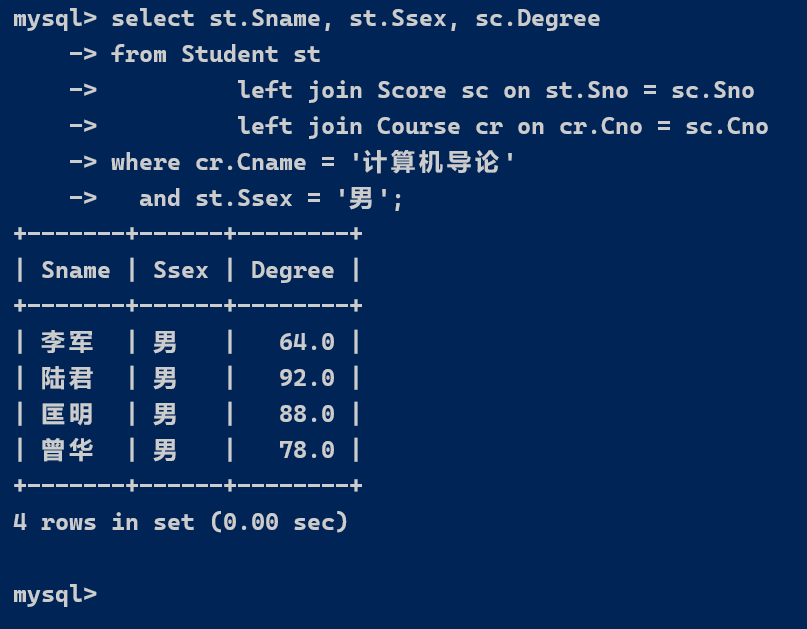 mysql> select st.Sname, st.Ssex, sc.Degree
    -> from Student st
    ->          left join Score sc on st.Sno = sc.Sno
    ->          left join Course cr on cr.Cno = sc.Cno
    -> where cr.Cname = '计算机导论'
    ->   and st.Ssex = '男';
+-------+------+--------+
| Sname | Ssex | Degree |
+-------+------+--------+
| 李军  | 男   |   64.0 |
| 陆君  | 男   |   92.0 |
| 匡明  | 男   |   88.0 |
| 曾华  | 男   |   78.0 |
+-------+------+--------+
4 rows in set (0.00 sec)

mysql>